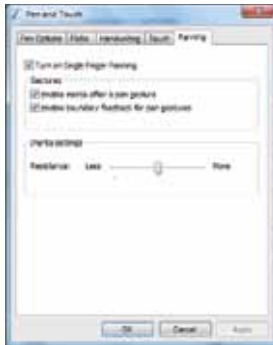 Pen and Touch
Pen Options Flicks Handwriting Touch Panning
Turn on Single Finger Panning
Gestures
Enable inertia after a pan gesture
Enable boundary feedback for pan gestures
Inertia settings
Resistance: Less More
OK Cancel Apply